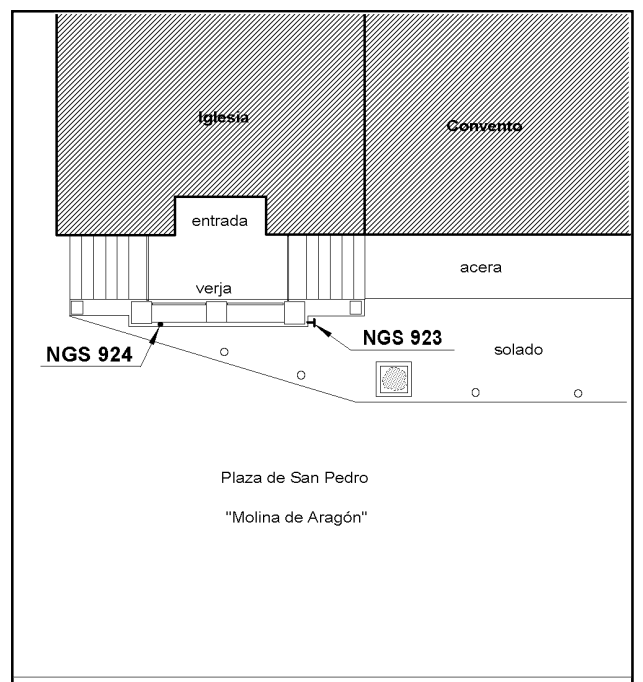 Iglesia
Convento
entrada
acera
verja
NGS 923
solado
NGS 924
Plaza de San Pedro
"Molina de Aragón"